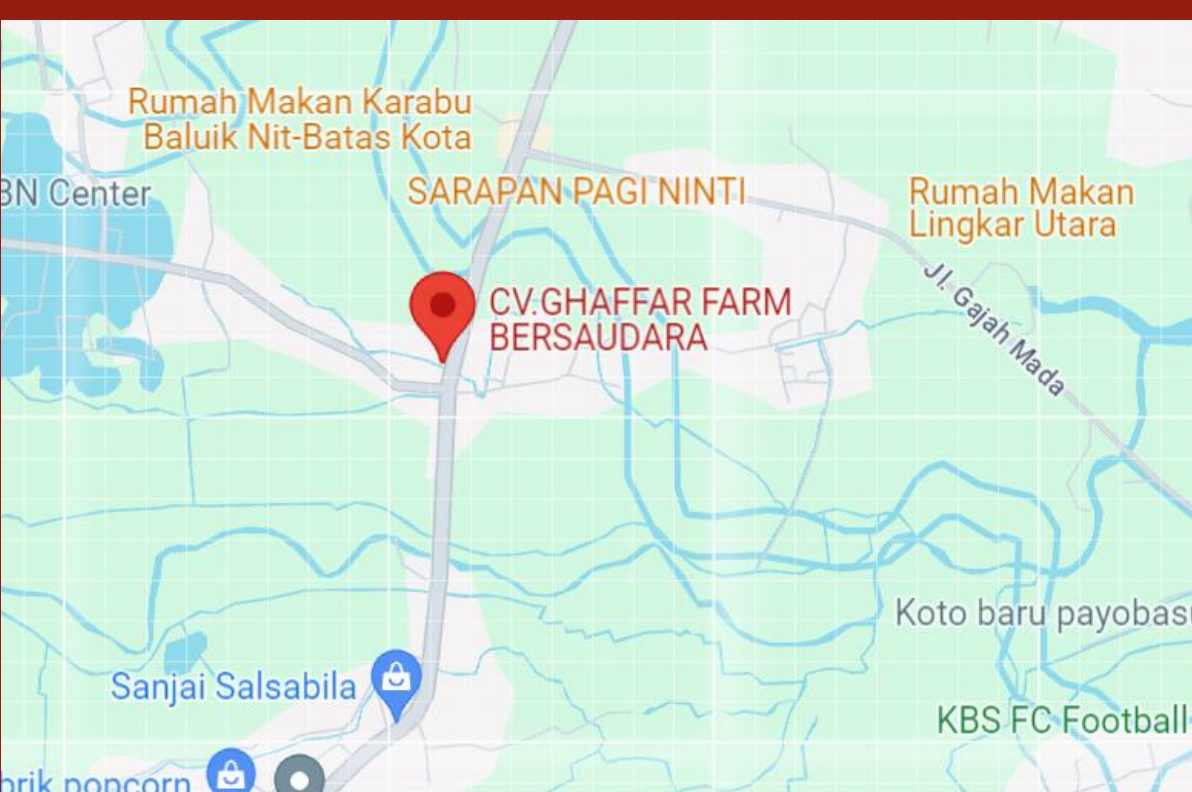 Rumah Makan Karabu
Baluik Nit-Batas Kota
BN Center
SARAPAN PAGI NINTI
Rumah Makan
Lingkar Utara
Jl. Gajah Mada
CV.GHAFFAR FARM
BERSAUDARA
Koto baru payobasu
Sanjai Salsabila
KBS FC Football
brik popcorn